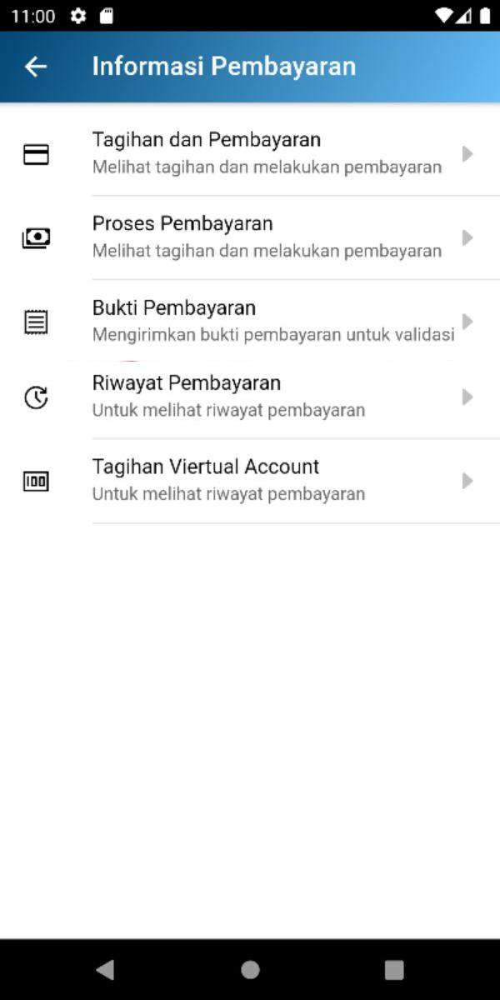 11:00
Informasi Pembayaran
Tagihan dan Pembayaran
Melihat tagihan dan melakukan pembayaran
Proses Pembayaran
Melihat tagihan dan melakukan pembayaran
Bukti Pembayaran
Mengirimkan bukti pembayaran untuk validasi
Riwayat Pembayaran
Untuk melihat riwayat pembayaran
Tagihan Viertual Account
Untuk melihat riwayat pembayaran